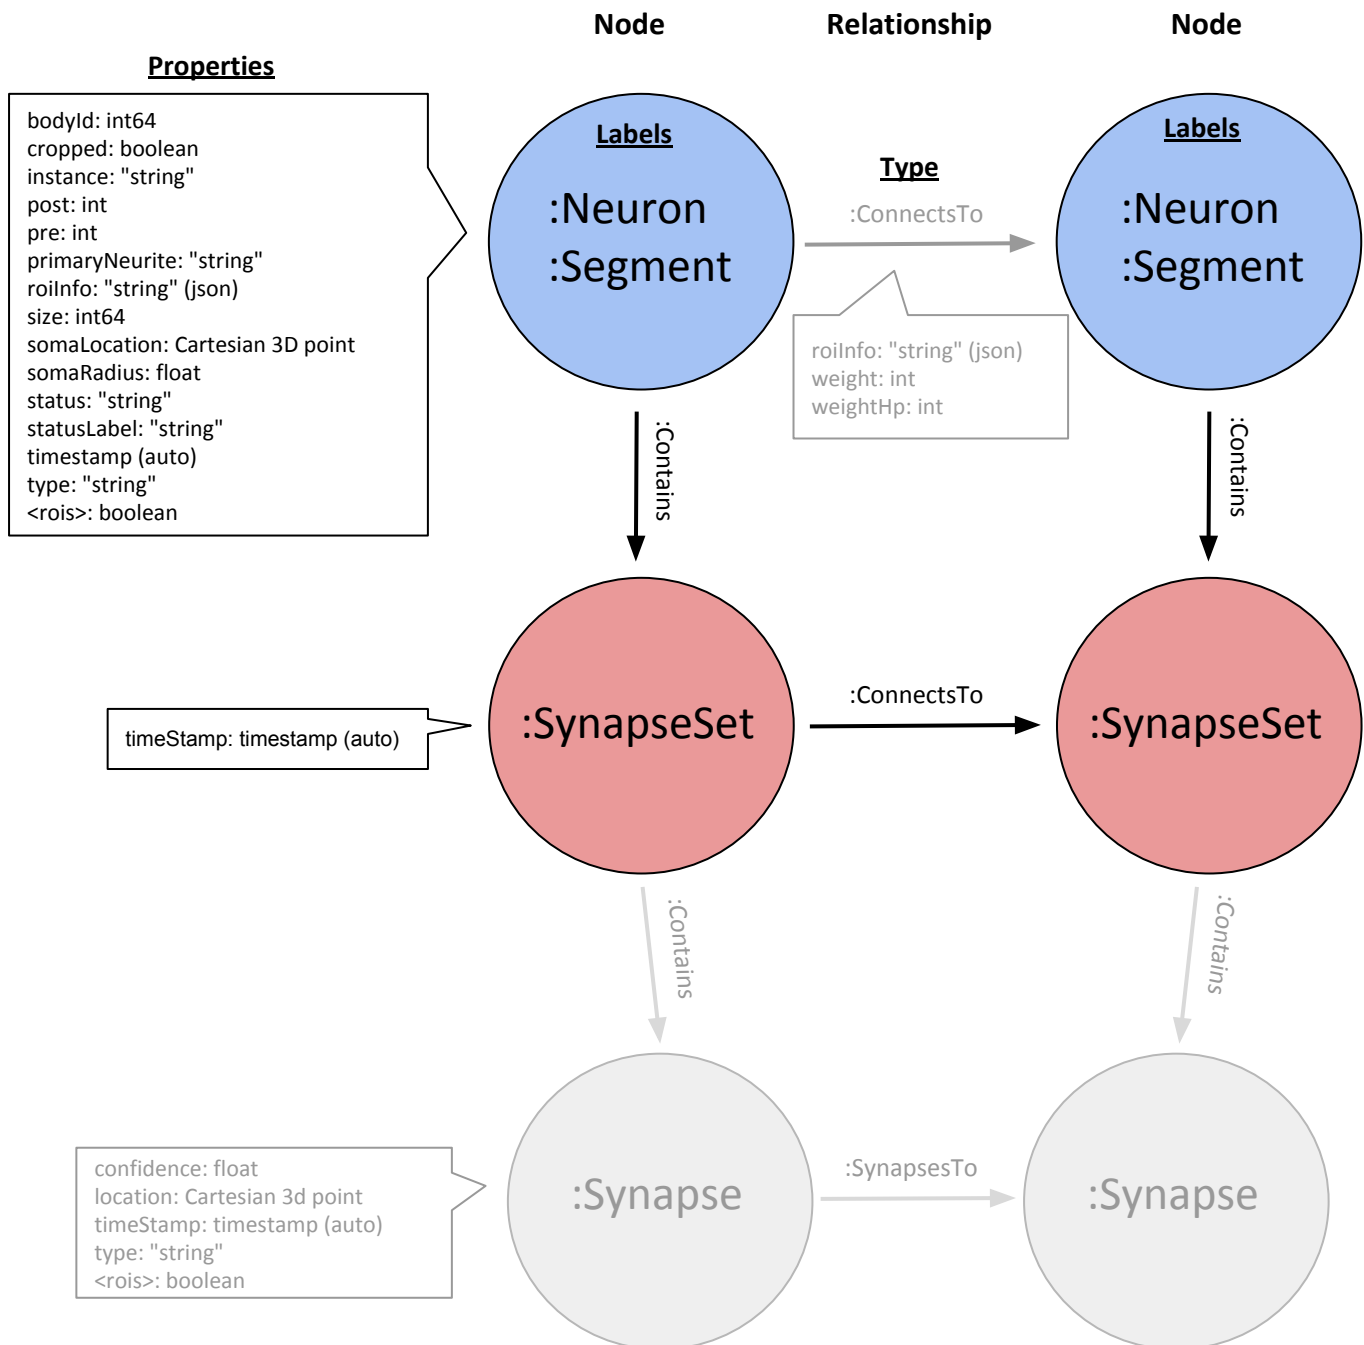 Node
Relationship
Node
Properties
bodyId: int64
cropped: boolean
instance: "string"
post: int
pre: int
primaryNeurite: "string"
roiInfo: "string" (json)
size: int64
somaLocation: Cartesian 3D point
somaRadius: float
status: "string"
statusLabel: "string"
timestamp (auto)
type: "string"
<rois>: boolean
Labels
:Neuron
:Segment
Type
:ConnectsTo
roiInfo: "string" (json)
weight: int
weightHp: int
Labels
:Neuron
:Segment
:Contains
:Contains
timeStamp: timestamp (auto)
:SynapseSet
:ConnectsTo
:SynapseSet
:Contains
:Contains
confidence: float
location: Cartesian 3d point
timeStamp: timestamp (auto)
type: "string"
<rois>: boolean
:Synapse
:SynapsesTo
:Synapse